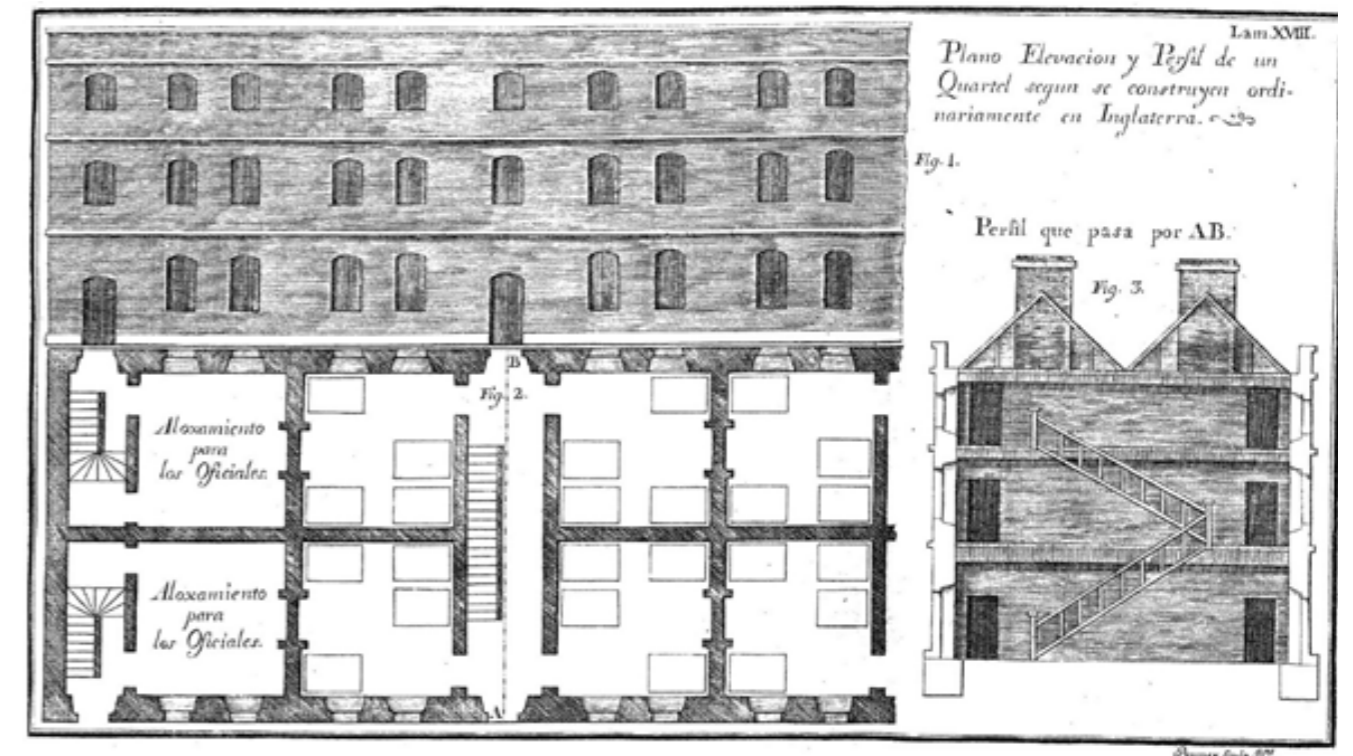 Lam. XVIII.
Plano Elevacion y Perfil de un
Quartel segun se construyen ordi-
nariamente en Inglaterra.
Fig. 1.
Perfil que pasa por AB.
Fig. 3.
B
Fig. 2.
Aloxamiento
para
los Oficiales.
Aloxamiento
para
los Oficiales.
A